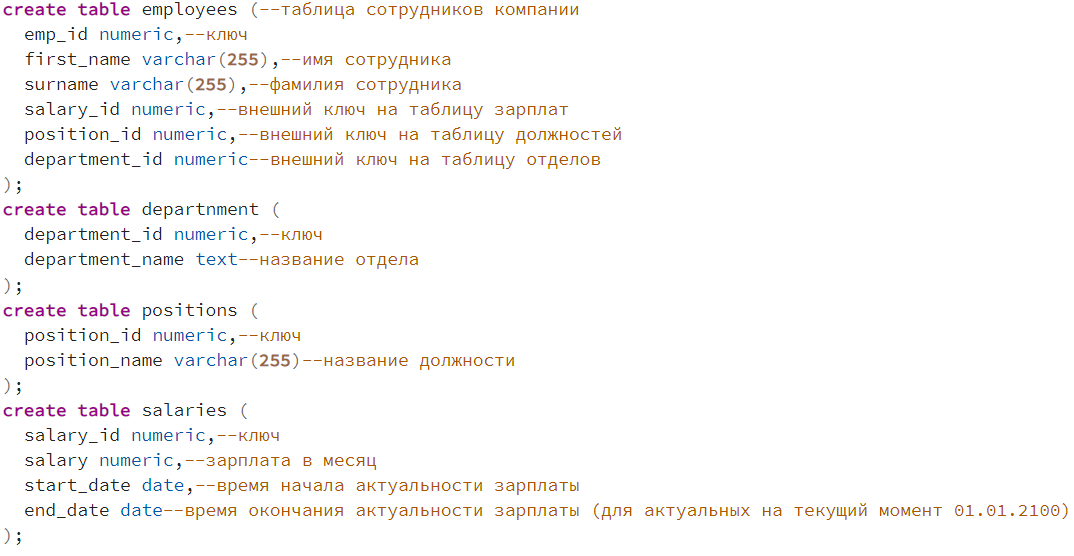 create table employees (--таблица сотрудников компании
emp_id numeric,--ключ
first_name varchar(255),--имя сотрудника
surname varchar(255),--фамилия сотрудника
salary_id numeric,--внешний ключ на таблицу зарплат
position_id numeric,--внешний ключ на таблицу должностей
department_id numeric--внешний ключ на таблицу отделов
);
create table departnment (
department_id numeric,--ключ
department_name text--название отдела
);
create table positions (
position_id numeric,--ключ
position_name varchar(255)--название должности
);
create table salaries (
salary_id numeric,--ключ
salary numeric,--зарплата в месяц
start_date date,--время начала актуальности зарплаты
end_date date--время окончания актуальности зарплаты (для актуальных на текущий момент 01.01.2100)
);